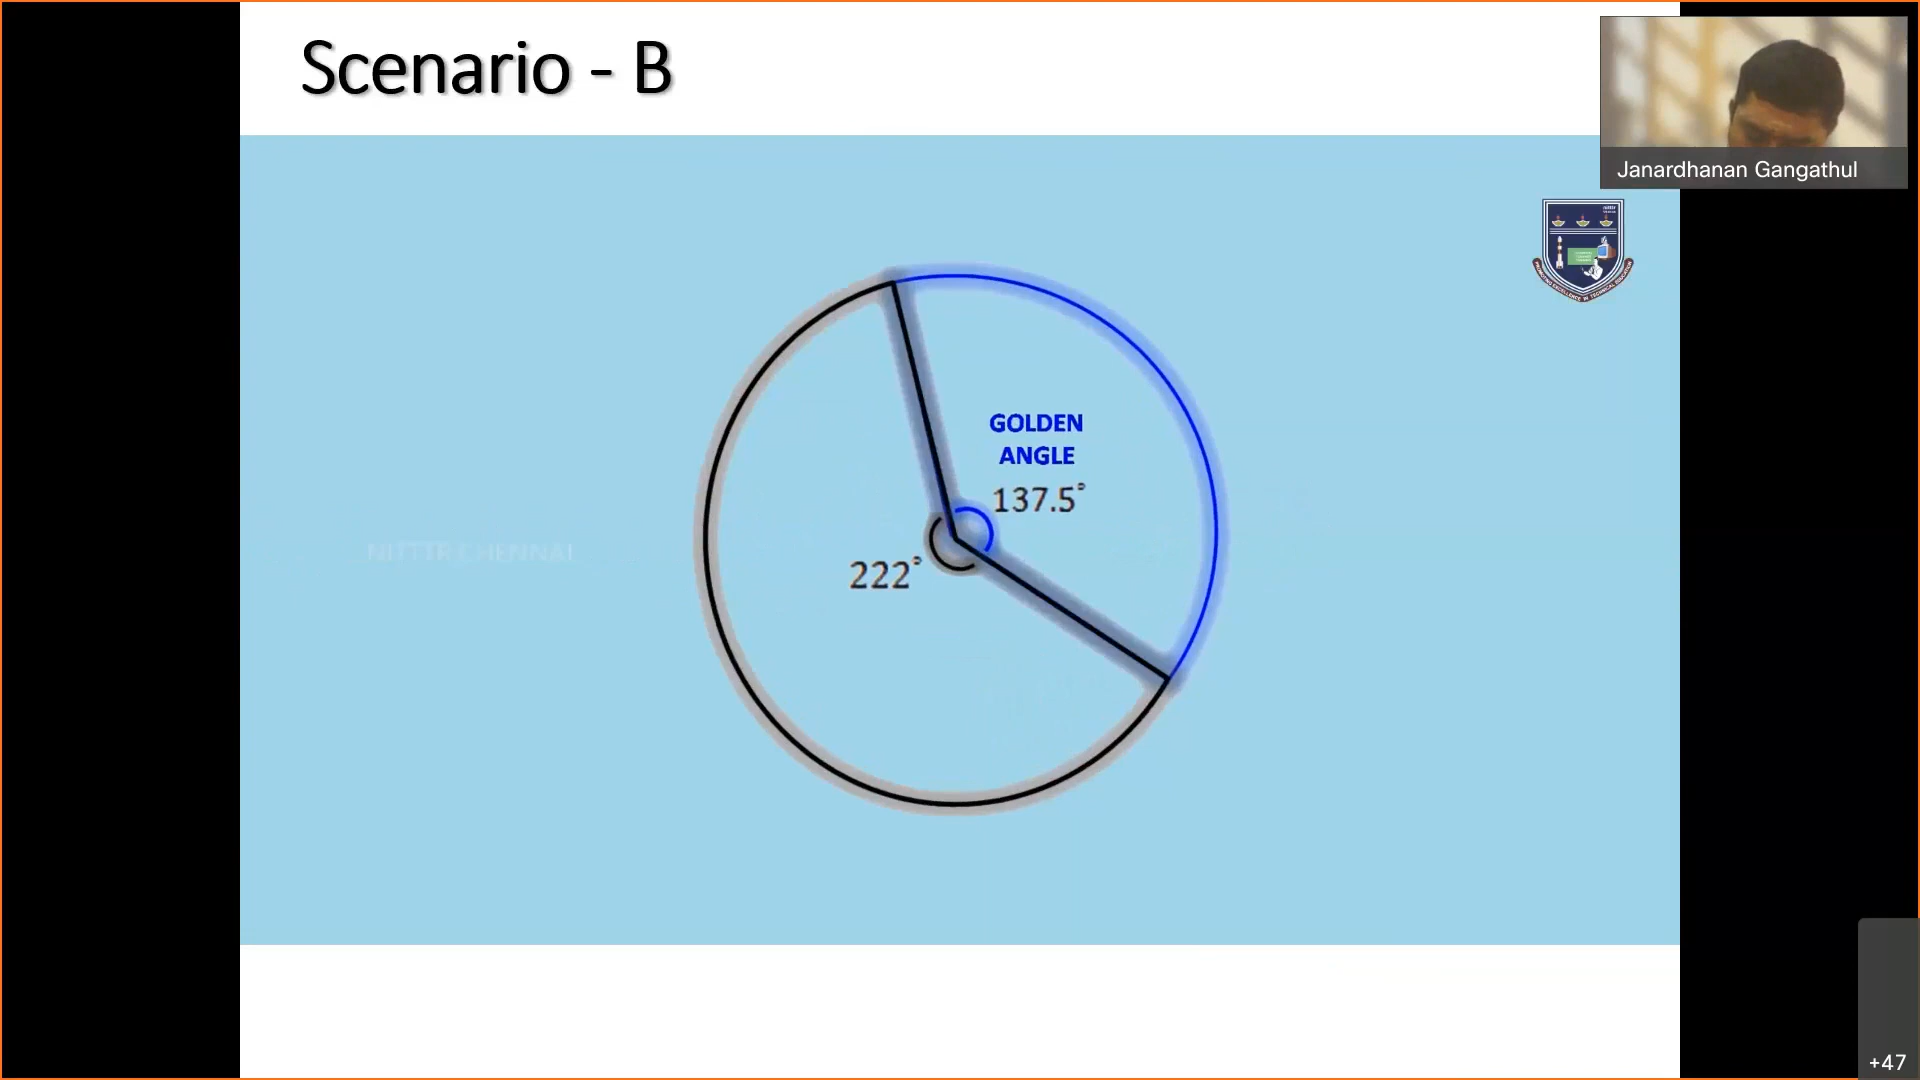 Scenario - B
Janardhanan Gangathul
GOLDEN
ANGLE
137.5°
222°
NITTTR CHENNAI
+47